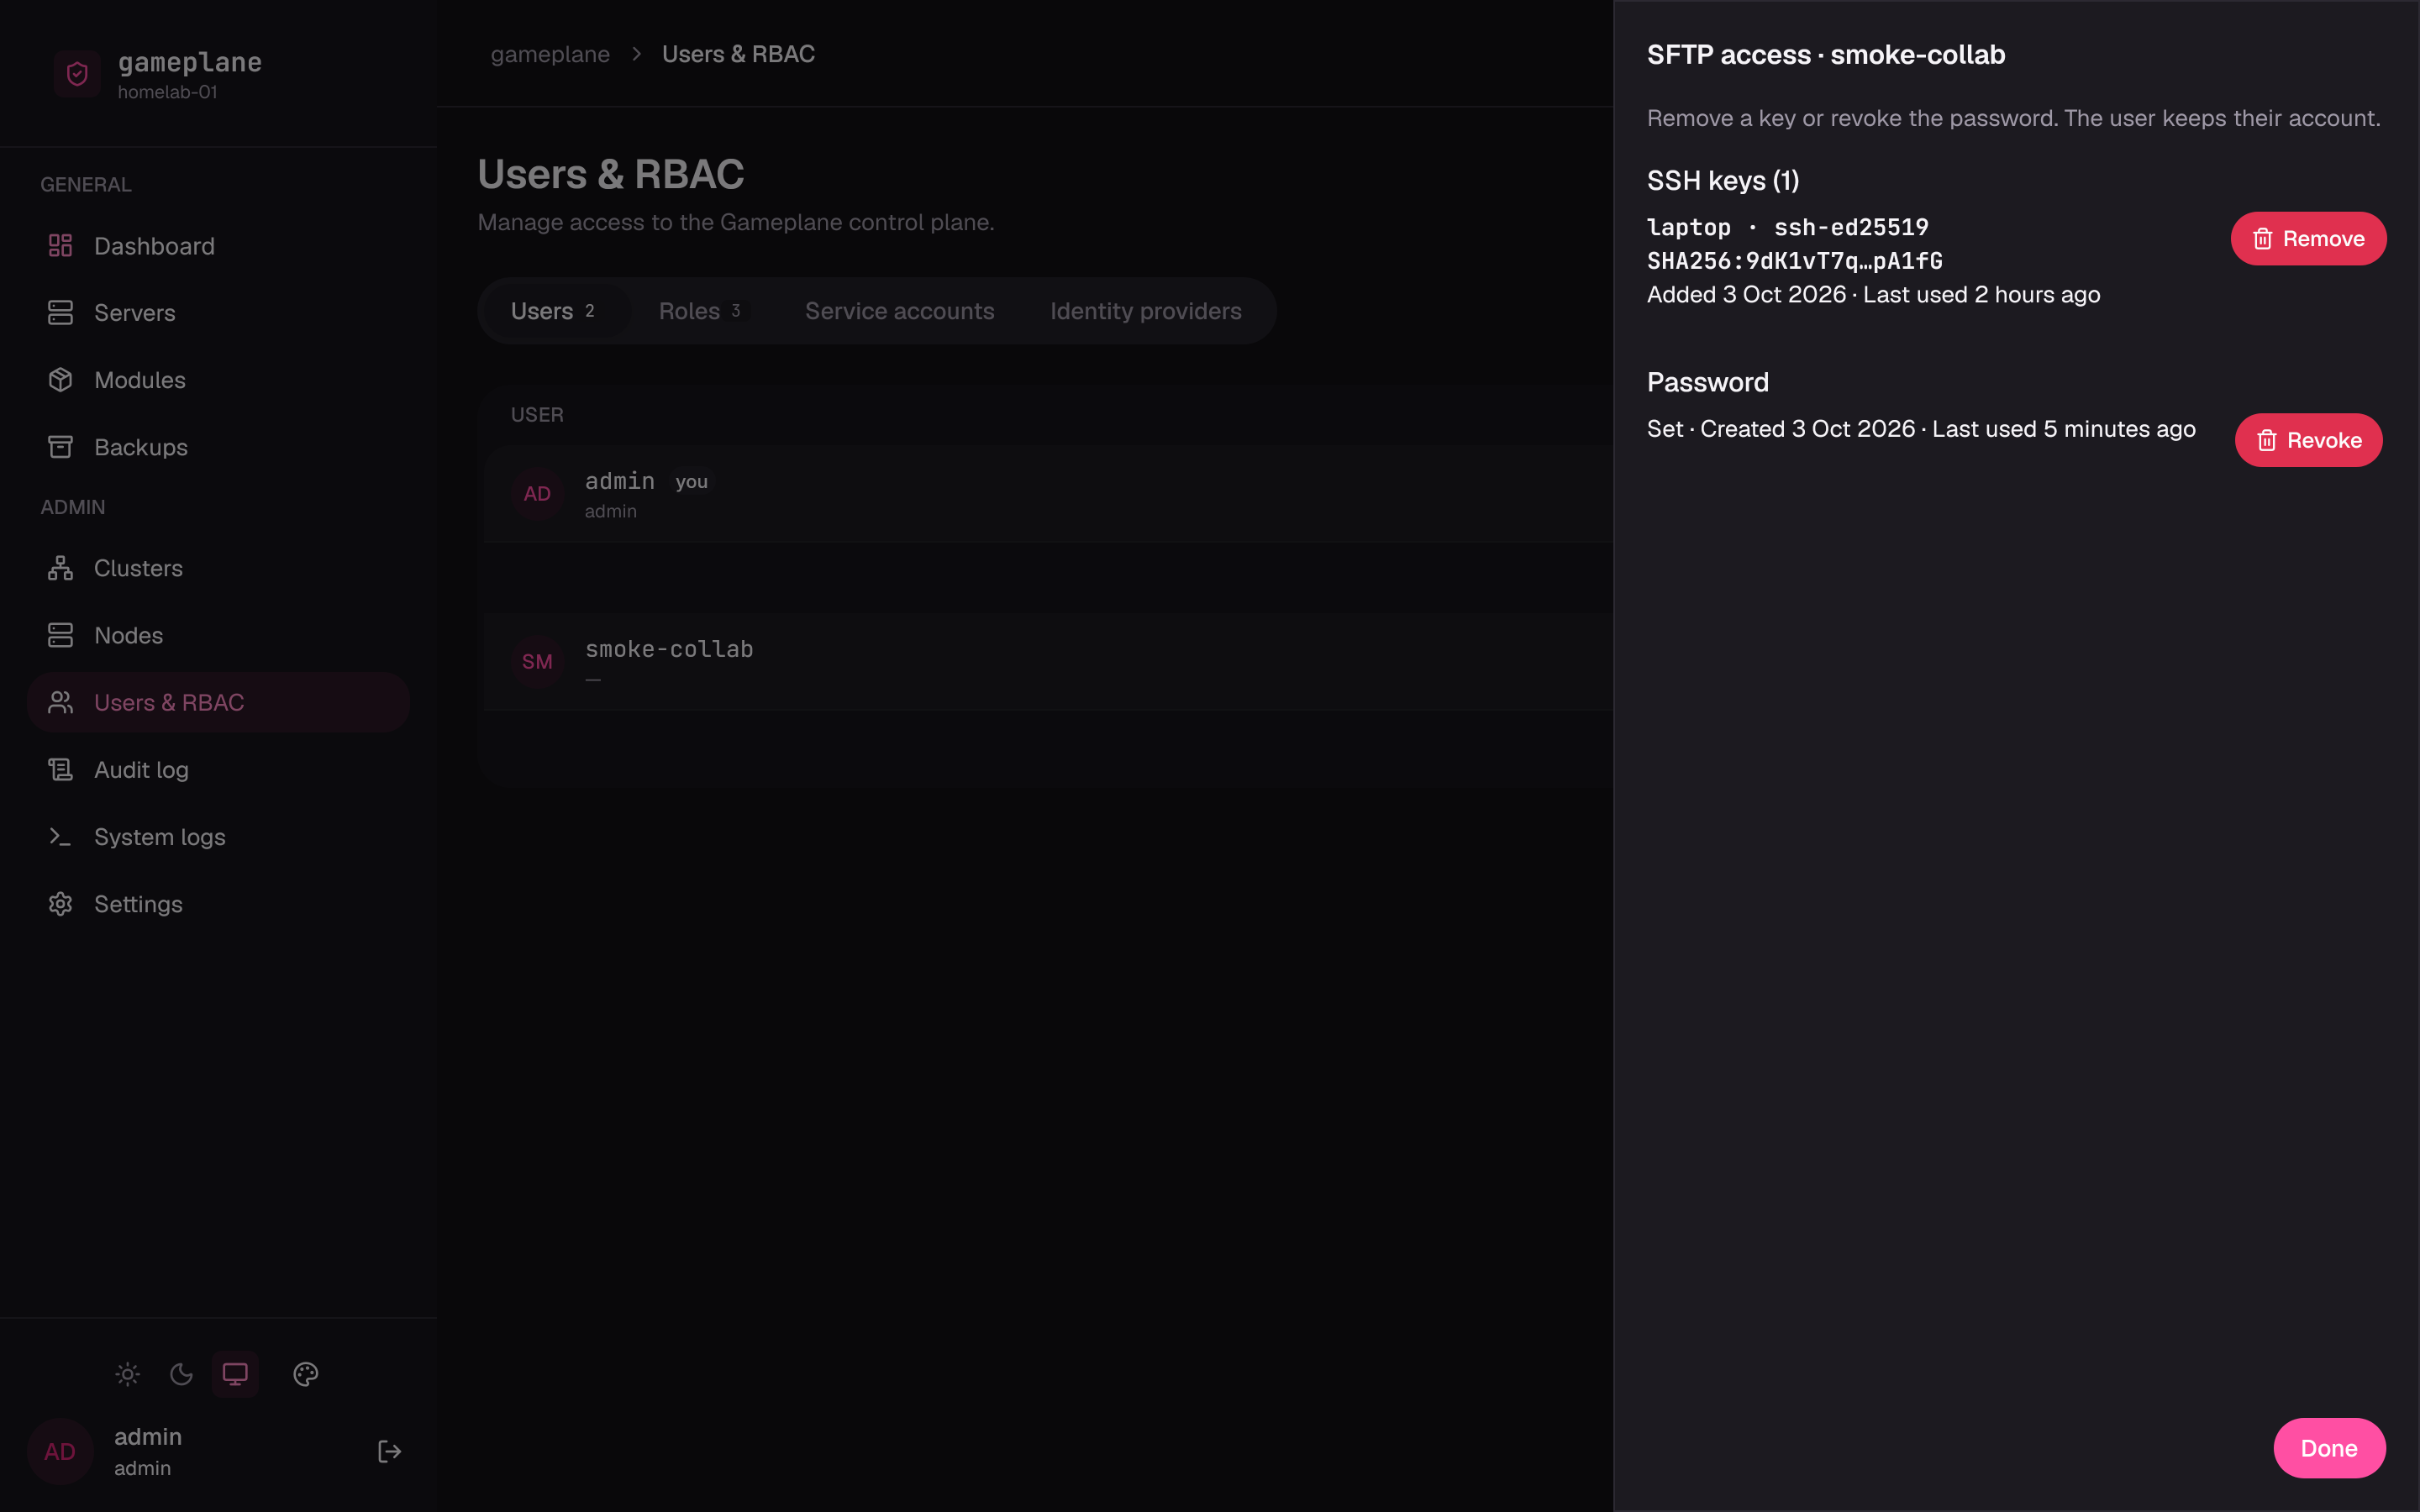 gameplane
homelab-01
GENERAL
Dashboard
Servers
Modules
Backups
ADMIN
Clusters
Nodes
Users & RBAC
Audit log
System logs
Settings
AD
admin
admin
gameplane > Users & RBAC
Users & RBAC
Manage access to the Gameplane control plane.
Users 2 Roles 3 Service accounts Identity providers
USER
AD
admin you
admin
SM
smoke-collab
—
SFTP access · smoke-collab
Remove a key or revoke the password. The user keeps their account.
SSH keys (1)
laptop · ssh-ed25519
SHA256:9dK1vT7q…pA1fG
Added 3 Oct 2026 · Last used 2 hours ago
Remove
Password
Set · Created 3 Oct 2026 · Last used 5 minutes ago
Revoke
Done